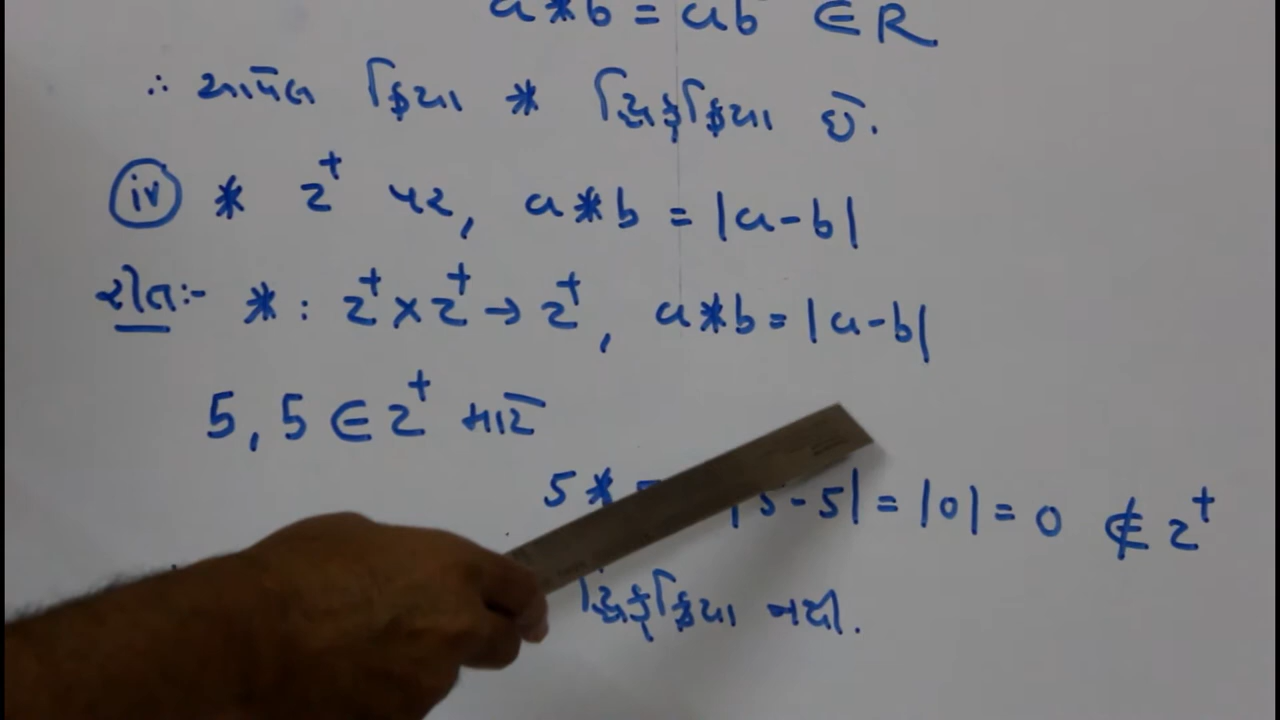 a * b = ab ∈ R
∴ આપેલ ક્રિયા * દ્વિક્ક્રિયા છે.
(iv) * Z⁺ પર, a * b = |a - b|
રીત:- * : Z⁺ × Z⁺ → Z⁺, a * b = |a - b|
5, 5 ∈ Z⁺ માટે
5 * |5 - 5| = |0| = 0 ∉ Z⁺
દ્વિક્ક્રિયા નથી.